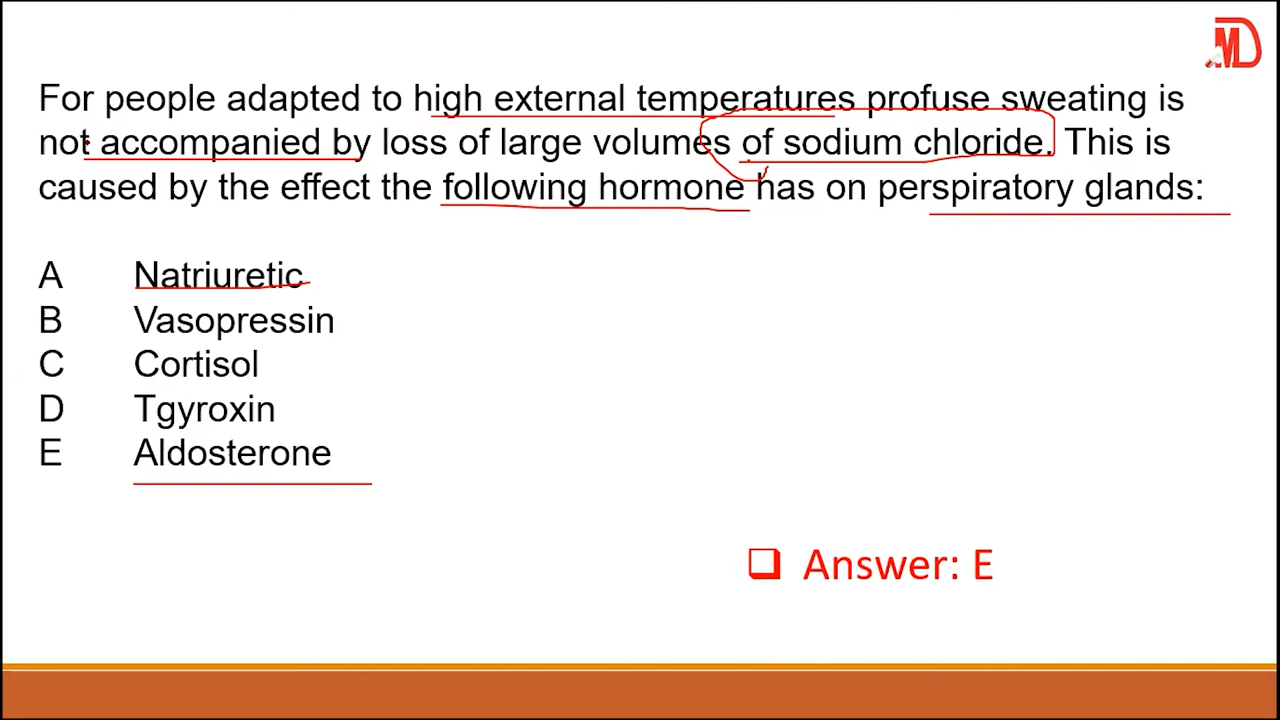 MD
For people adapted to high external temperatures profuse sweating is
not accompanied by loss of large volumes of sodium chloride. This is
caused by the effect the following hormone has on perspiratory glands:
A Natriuretic
B Vasopressin
C Cortisol
D Tgyroxin
E Aldosterone
❑ Answer: E